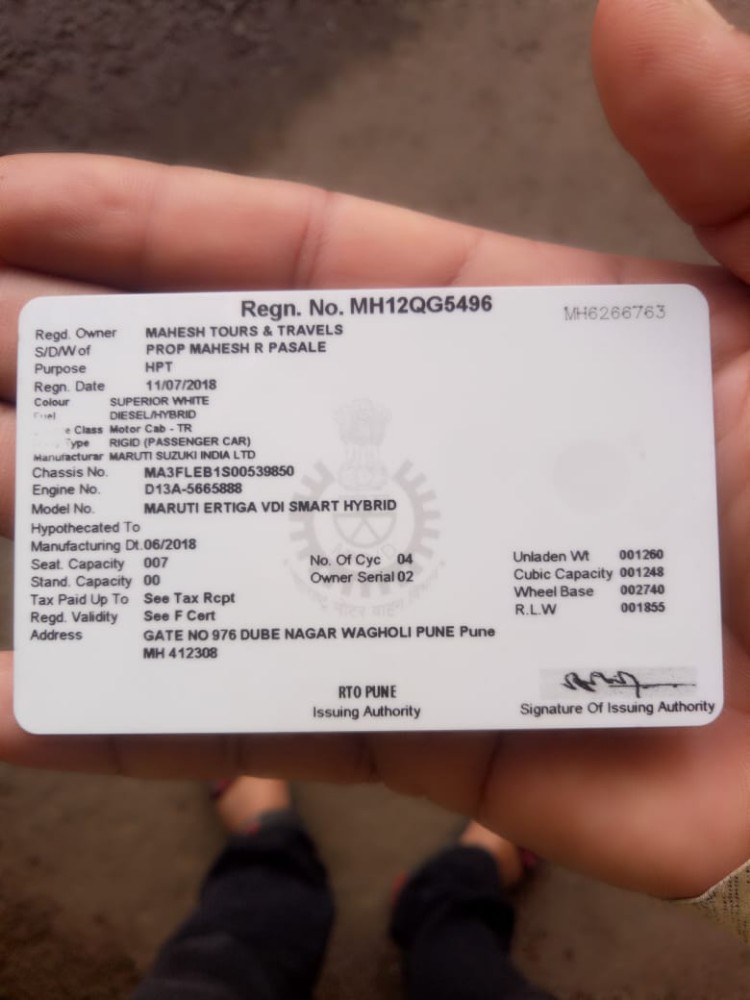 Regn. No. MH12QG5496
MH6266763
Regd. Owner MAHESH TOURS & TRAVELS
S/D/W of PROP MAHESH R PASALE
Purpose HPT
Regn. Date 11/07/2018
Colour SUPERIOR WHITE
Fuel DIESEL/HYBRID
Class Motor Cab - TR
Type RIGID (PASSENGER CAR)
Manufacturar MARUTI SUZUKI INDIA LTD
Chassis No. MA3FLEB1S00539850
Engine No. D13A-5665888
Model No. MARUTI ERTIGA VDI SMART HYBRID
Hypothecated To
Manufacturing Dt. 06/2018
Seat. Capacity 007 No. Of Cyc 04 Unladen Wt 001260
Stand. Capacity 00 Owner Serial 02 Cubic Capacity 001248
Tax Paid Up To See Tax Rcpt Wheel Base 002740
Regd. Validity See F Cert R.L.W 001855
Address GATE NO 976 DUBE NAGAR WAGHOLI PUNE Pune
MH 412308
RTO PUNE
Issuing Authority
Signature Of Issuing Authority